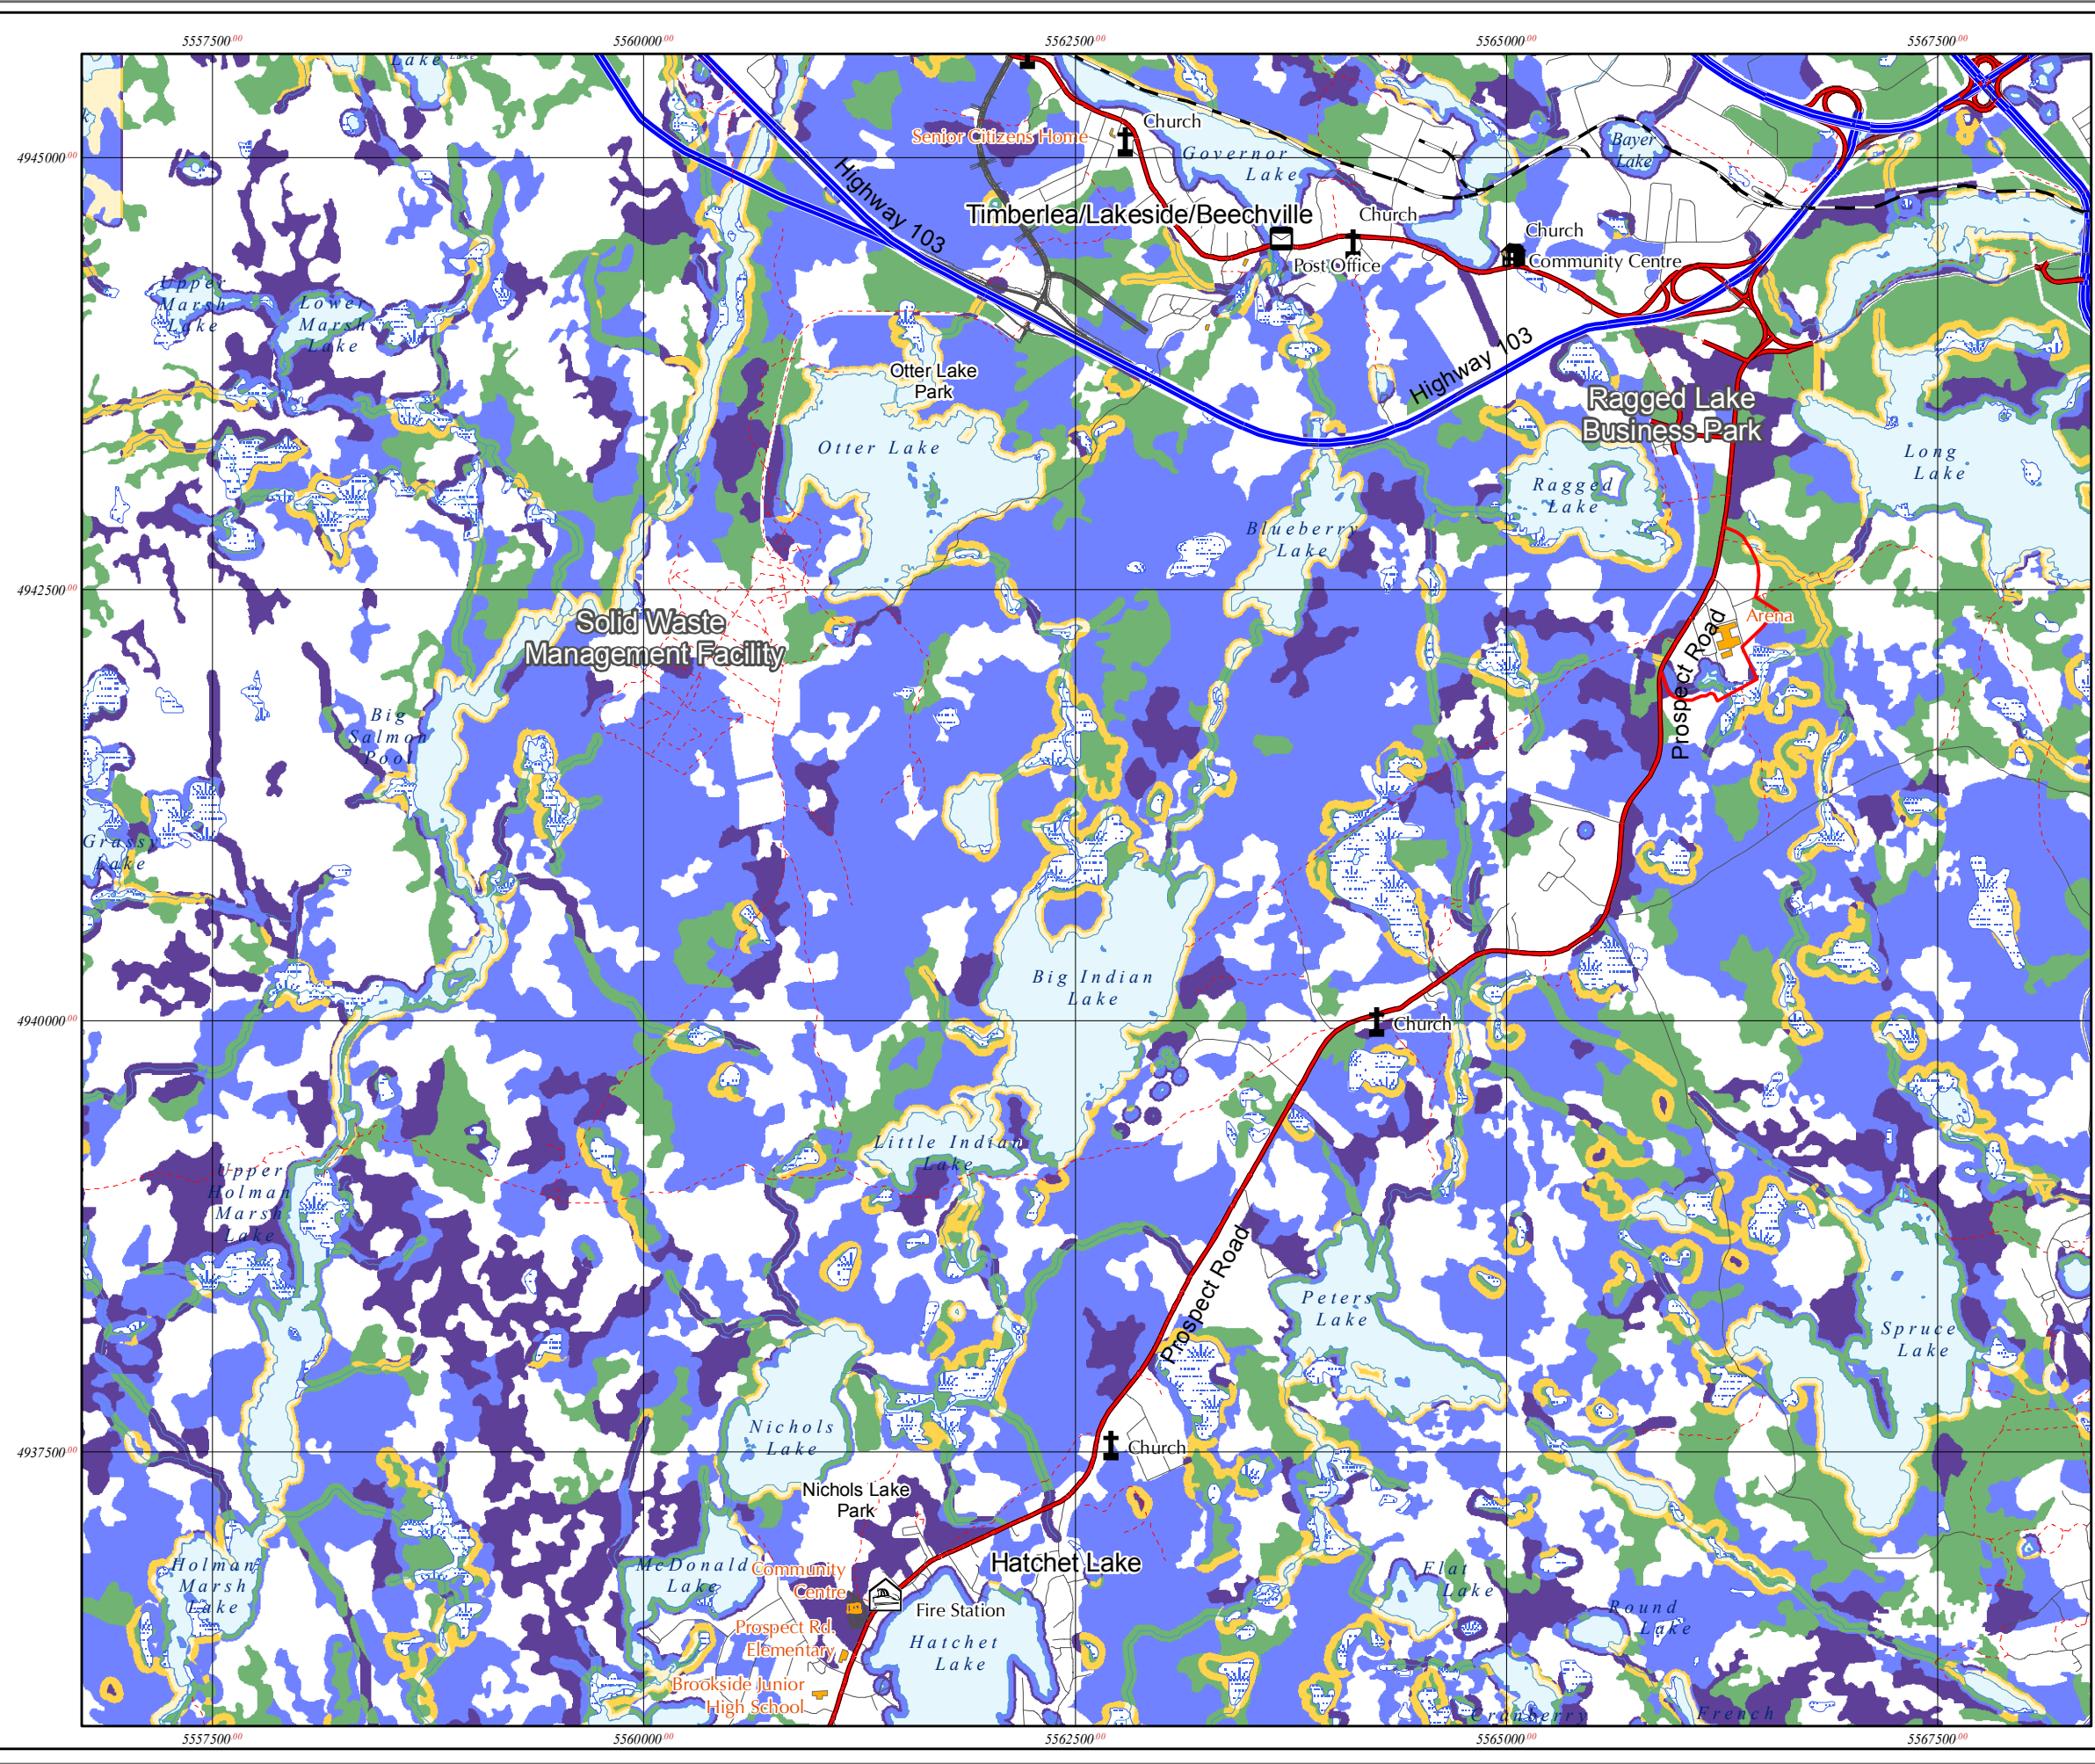 5557500.00
5560000.00
5562500.00
5565000.00
5567500.00
Lake
Lake
Church
Senior Citizens Home
4945000.00
Governor
Lake
Bayer
Lake
Highway 103
Timberlea/Lakeside/Beechville
Church
Church
Post Office
Community Centre
Upper
Marsh
Lake
Lower
Marsh
Lake
Highway 103
Otter Lake
Park
Ragged Lake
Business Park
Otter Lake
Long
Lake
Ragged
Lake
Blueberry
Lake
4942500.00
Solid Waste
Management Facility
Arena
Prospect Road
Big
Salmon
Pool
Grassy
Lake
Big Indian
Lake
4940000.00
Church
Little Indian
Lake
Upper
Holman
Marsh
Lake
Prospect Road
Peters
Lake
Spruce
Lake
Nichols
Lake
4937500.00
Church
Nichols Lake
Park
Holman
Marsh
Lake
McDonald
Lake
Community
Centre
Hatchet Lake
Flat
Lake
Fire Station
Round
Lake
Prospect Rd.
Elementary
Hatchet
Lake
Brookside Junior
High School
Cranberry
French
5557500.00
5560000.00
5562500.00
5565000.00
5567500.00